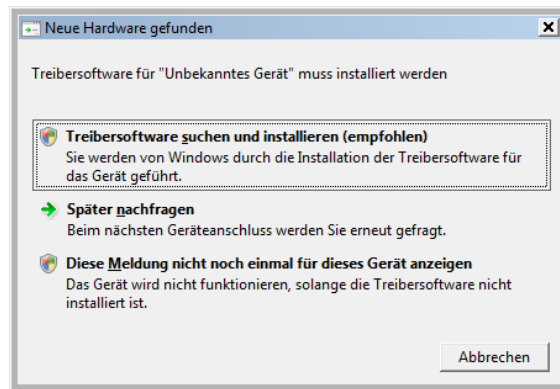 Neue Hardware gefunden
Treibersoftware für "Unbekanntes Gerät" muss installiert werden
Treibersoftware suchen und installieren (empfohlen)
Sie werden von Windows durch die Installation der Treibersoftware für
das Gerät geführt.
Später nachfragen
Beim nächsten Geräteanschluss werden Sie erneut gefragt.
Diese Meldung nicht noch einmal für dieses Gerät anzeigen
Das Gerät wird nicht funktionieren, solange die Treibersoftware nicht
installiert ist.
Abbrechen